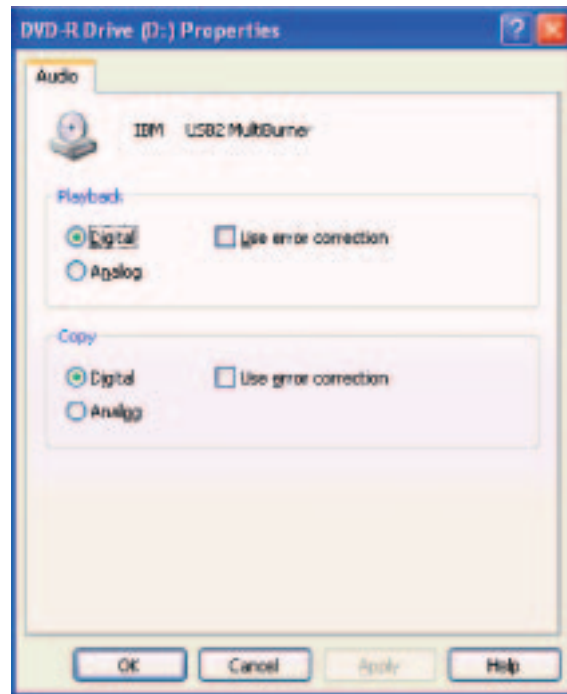 DVD-R Drive (D:) Properties
Audio
IBM USB2 MultiBurner
Playback
Digital Use error correction
Analog
Copy
Digital Use error correction
Analog
OK Cancel Apply Help